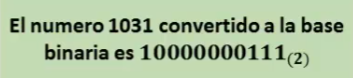 El numero 1031 convertido a la base
binaria es 10000000111₍₂₎